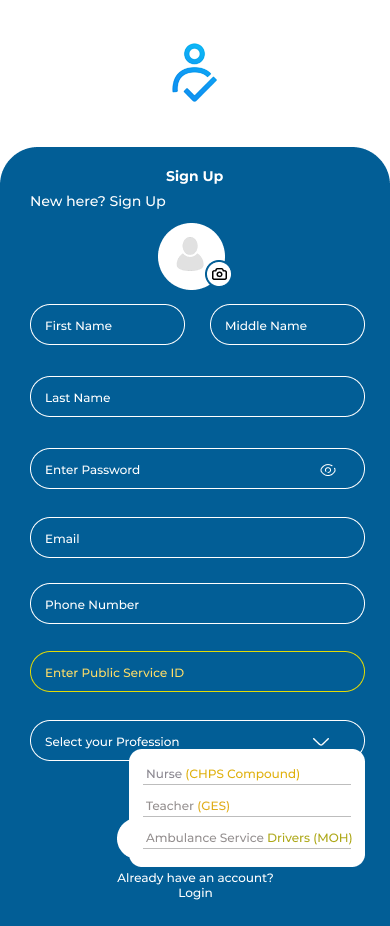 Sign Up
New here? Sign Up
First Name
Middle Name
Last Name
Enter Password
Email
Phone Number
Enter Public Service ID
Select your Profession
Nurse (CHPS Compound)
Teacher (GES)
Ambulance Service Drivers (MOH)
Already have an account?
Login